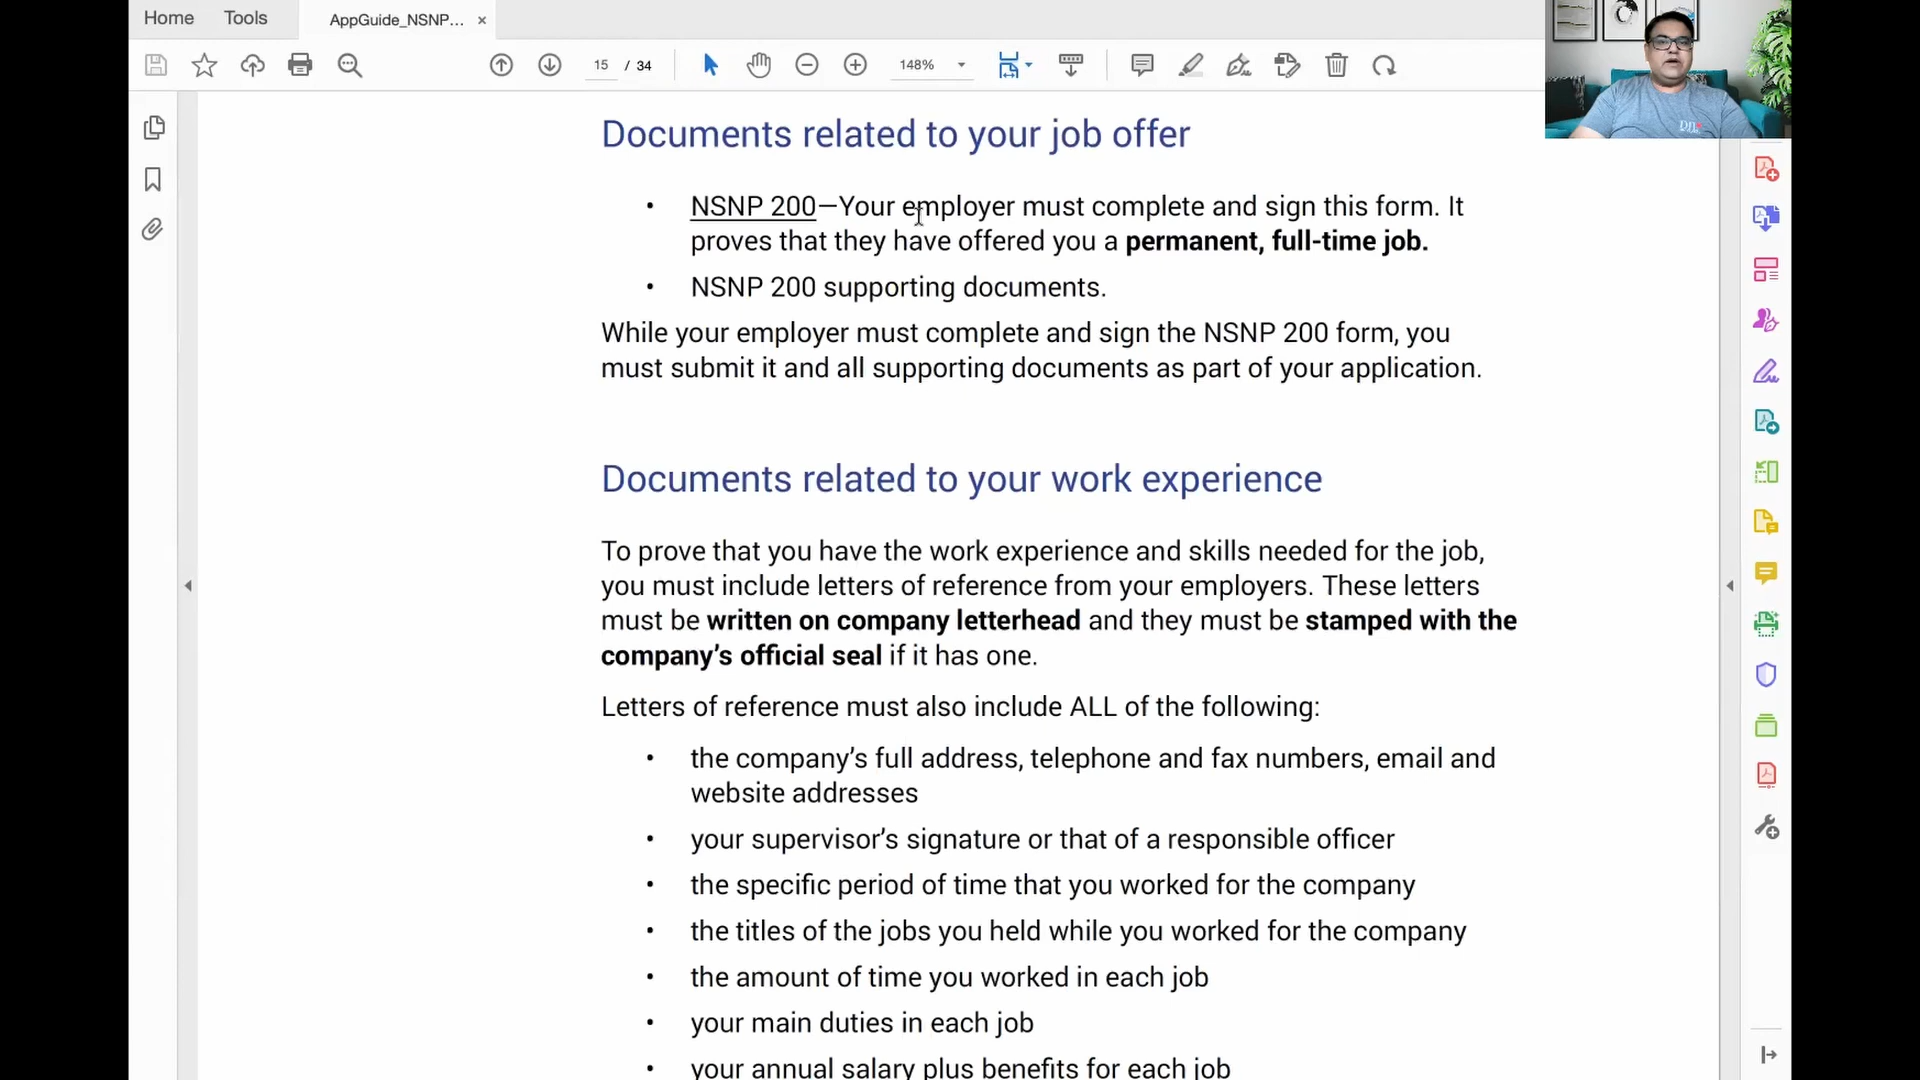 Home
Tools
AppGuide_NSNP...
15 / 34
148%
Documents related to your job offer
• NSNP 200—Your employer must complete and sign this form. It
proves that they have offered you a permanent, full-time job.
• NSNP 200 supporting documents.
While your employer must complete and sign the NSNP 200 form, you
must submit it and all supporting documents as part of your application.
Documents related to your work experience
To prove that you have the work experience and skills needed for the job,
you must include letters of reference from your employers. These letters
must be written on company letterhead and they must be stamped with the
company’s official seal if it has one.
Letters of reference must also include ALL of the following:
• the company’s full address, telephone and fax numbers, email and
website addresses
• your supervisor’s signature or that of a responsible officer
• the specific period of time that you worked for the company
• the titles of the jobs you held while you worked for the company
• the amount of time you worked in each job
• your main duties in each job
• your annual salary plus benefits for each job